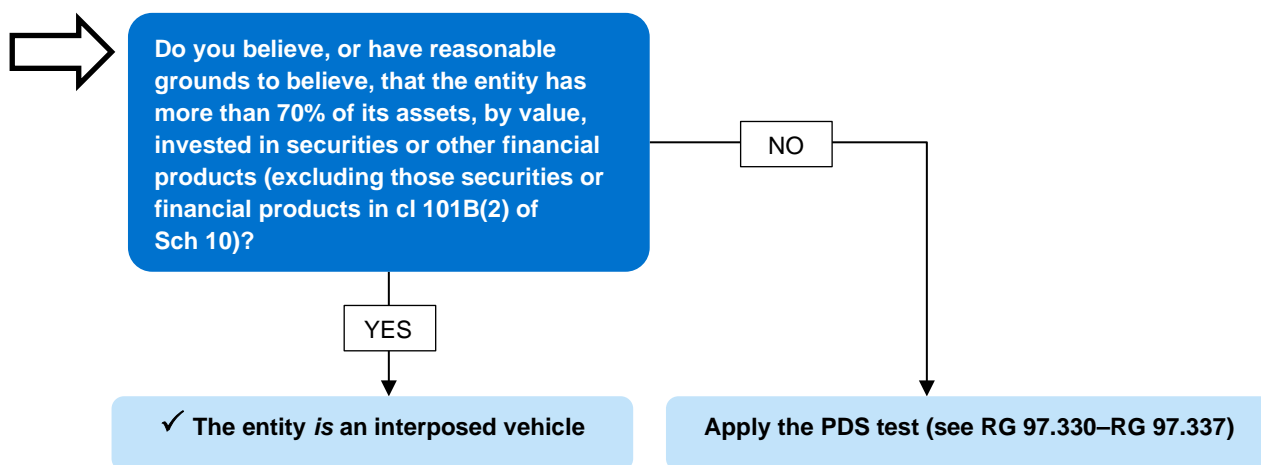 Do you believe, or have reasonable
grounds to believe, that the entity has
more than 70% of its assets, by value,
invested in securities or other financial
products (excluding those securities or
financial products in cl 101B(2) of
Sch 10)?
NO
YES
✓ The entity is an interposed vehicle
Apply the PDS test (see RG 97.330–RG 97.337)